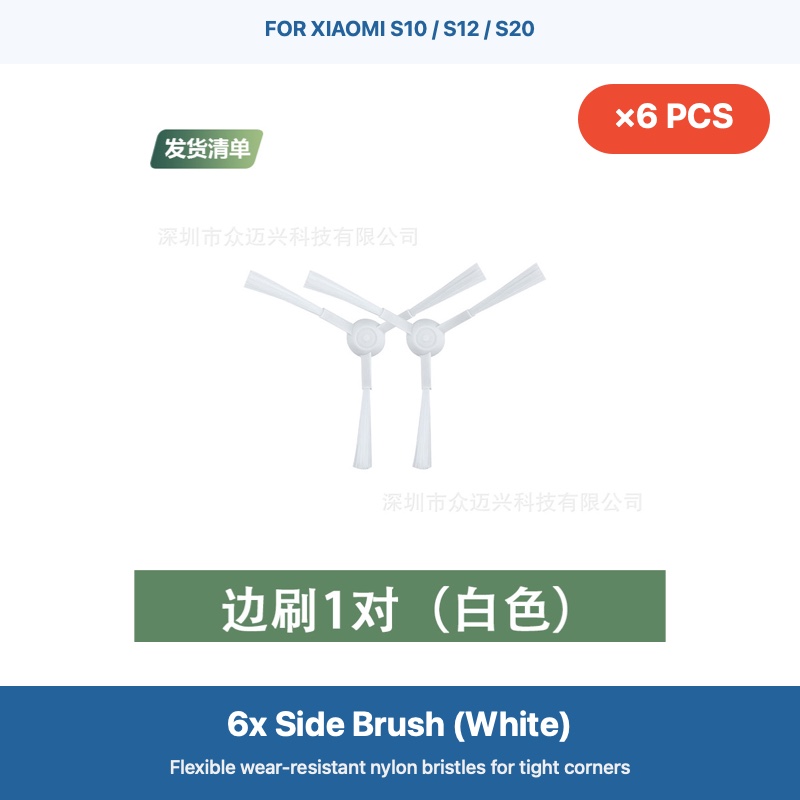 FOR XIAOMI S10 / S12 / S20
×6 PCS
发货清单
深圳市众迈兴科技有限公司
深圳市众迈兴科技有限公司
边刷1对（白色）
6x Side Brush (White)
Flexible wear-resistant nylon bristles for tight corners